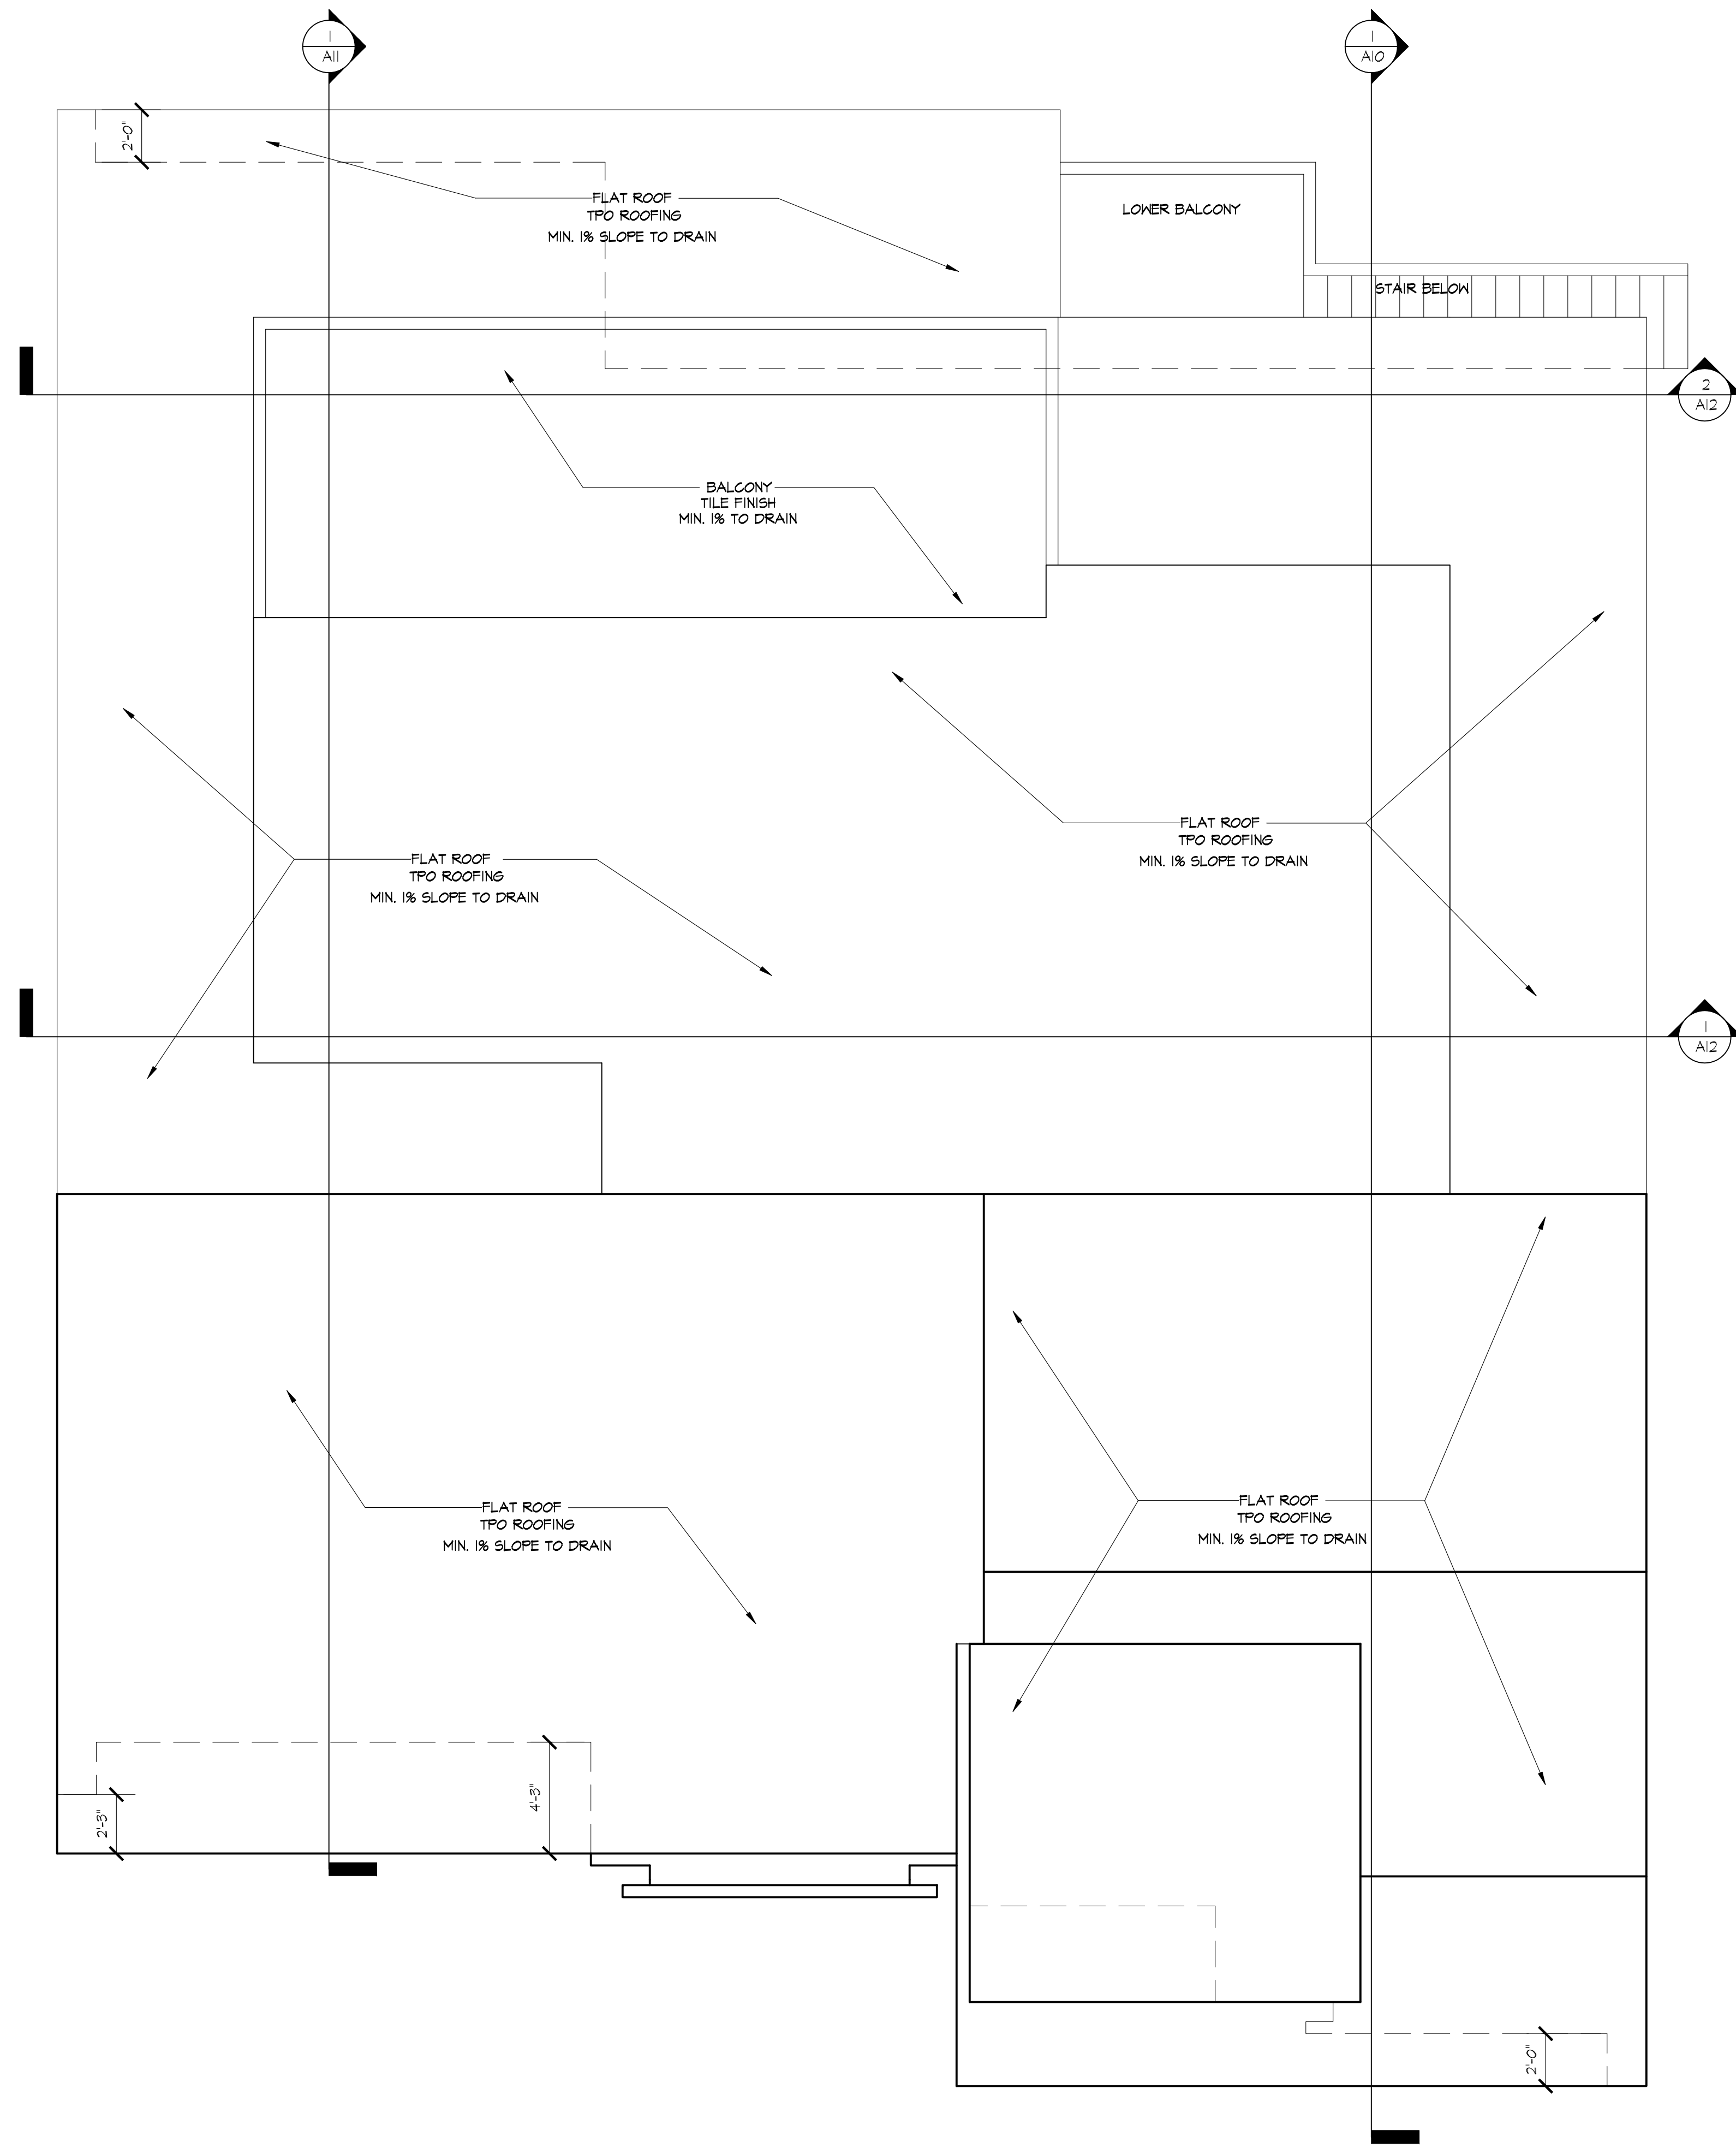 1
A11
1
A10
2'-0"
FLAT ROOF
TPO ROOFING
MIN. 1% SLOPE TO DRAIN
LOWER BALCONY
STAIR BELOW
2
A12
BALCONY
TILE FINISH
MIN. 1% TO DRAIN
FLAT ROOF
TPO ROOFING
MIN. 1% SLOPE TO DRAIN
FLAT ROOF
TPO ROOFING
MIN. 1% SLOPE TO DRAIN
1
A12
FLAT ROOF
TPO ROOFING
MIN. 1% SLOPE TO DRAIN
FLAT ROOF
TPO ROOFING
MIN. 1% SLOPE TO DRAIN
2'-3"
4'-3"
2'-0"